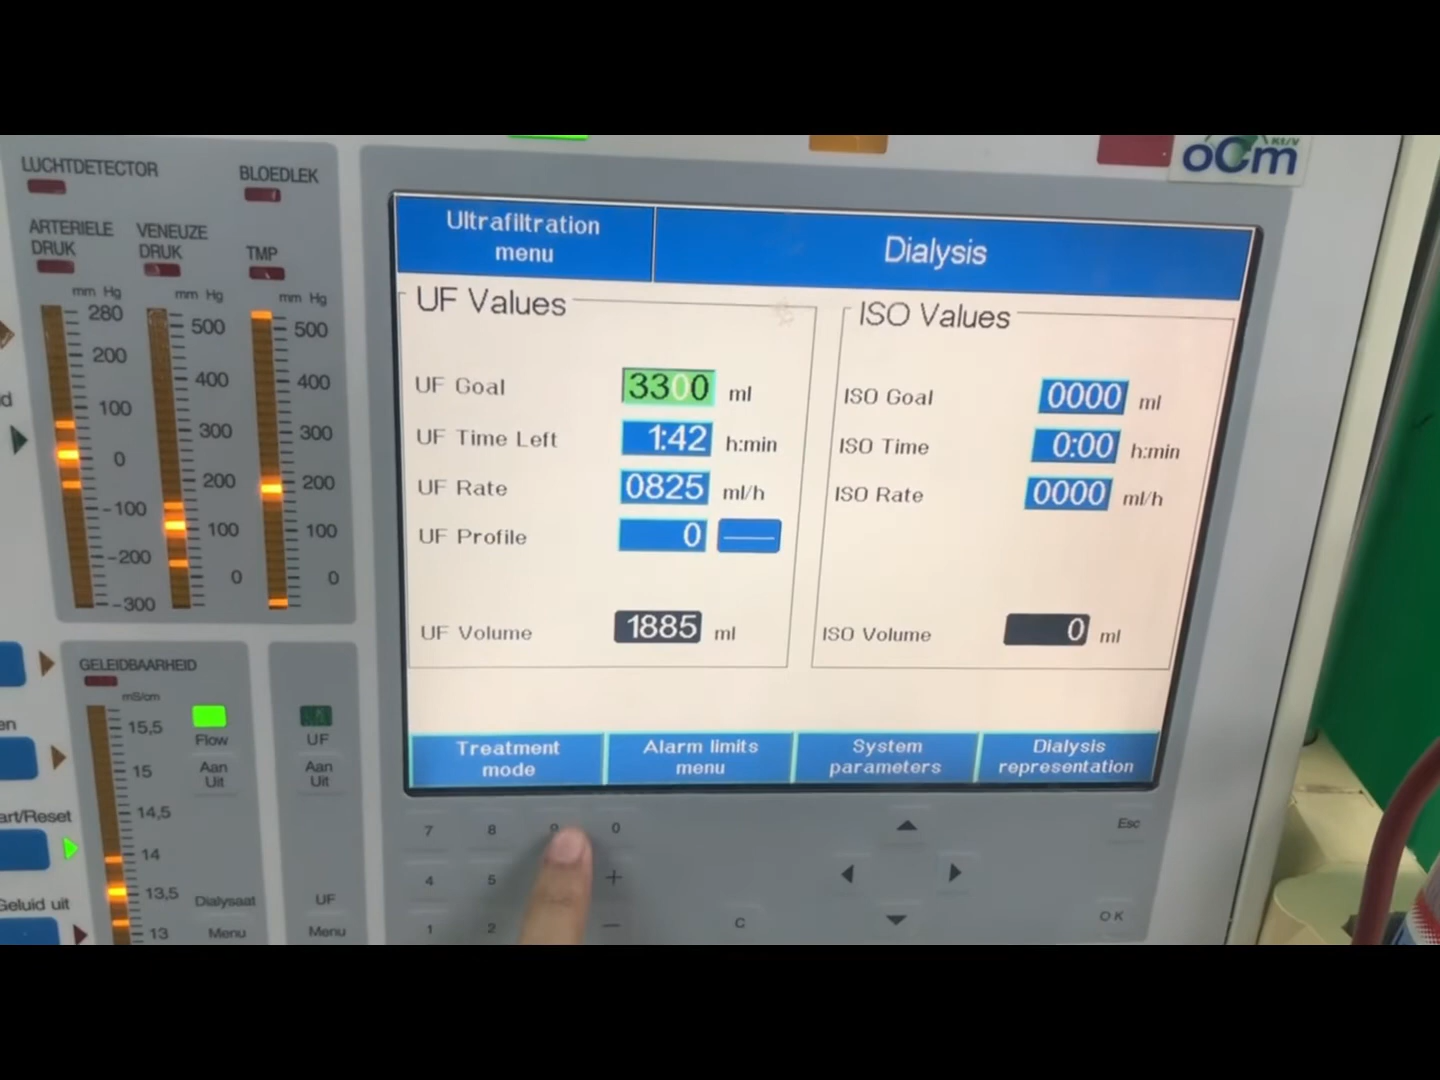 LUCHTDETECTOR
BLOEDLEK
ARTERIELE
DRUK
VENEUZE
DRUK
TMP
mm Hg
mm Hg
mm Hg
280
200
100
0
-100
-200
-300
500
400
300
200
100
0
500
400
300
200
100
0
Kt/V
oCm
Ultrafiltration
menu
Dialysis
UF Values
UF Goal 3300 ml
UF Time Left 1:42 h:min
UF Rate 0825 ml/h
UF Profile 0
UF Volume 1885 ml
ISO Values
ISO Goal 0000 ml
ISO Time 0:00 h:min
ISO Rate 0000 ml/h
ISO Volume 0 ml
Treatment
mode
Alarm limits
menu
System
parameters
Dialysis
representation
GELEIDBAARHEID
mS/cm
15,5
15
14,5
14
13,5
13
Flow
Aan
Uit
Dialysaat
Menu
UF
Aan
Uit
UF
Menu
art/Reset
Geluid uit
7 8 9 0
4 5 +
1 2 -
C
Esc
OK